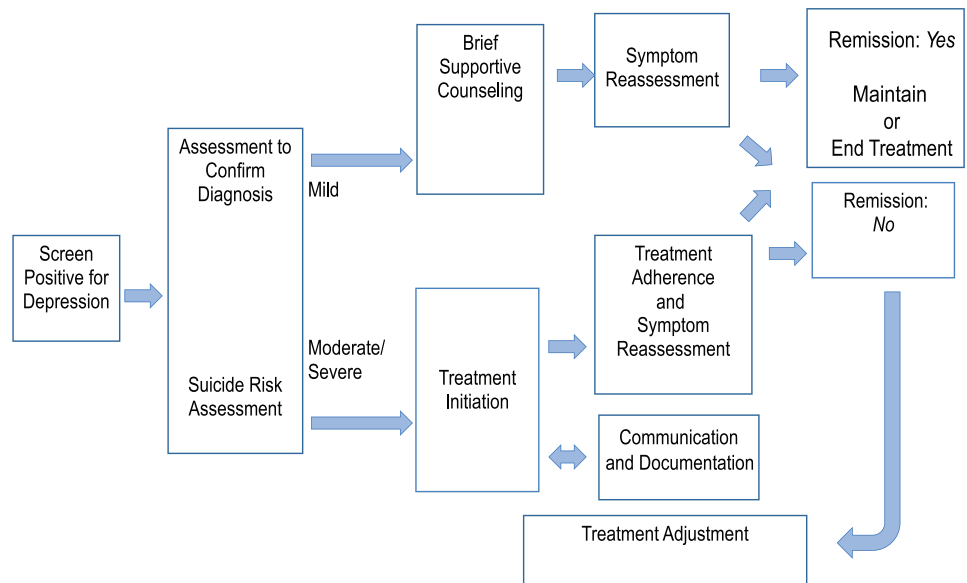 Screen
Positive for
Depression
Assessment to
Confirm
Diagnosis
Suicide Risk
Assessment
Mild
Moderate/
Severe
Brief
Supportive
Counseling
Symptom
Reassessment
Remission: Yes
Maintain
or
End Treatment
Remission:
No
Treatment
Initiation
Treatment
Adherence
and
Symptom
Reassessment
Communication
and Documentation
Treatment Adjustment